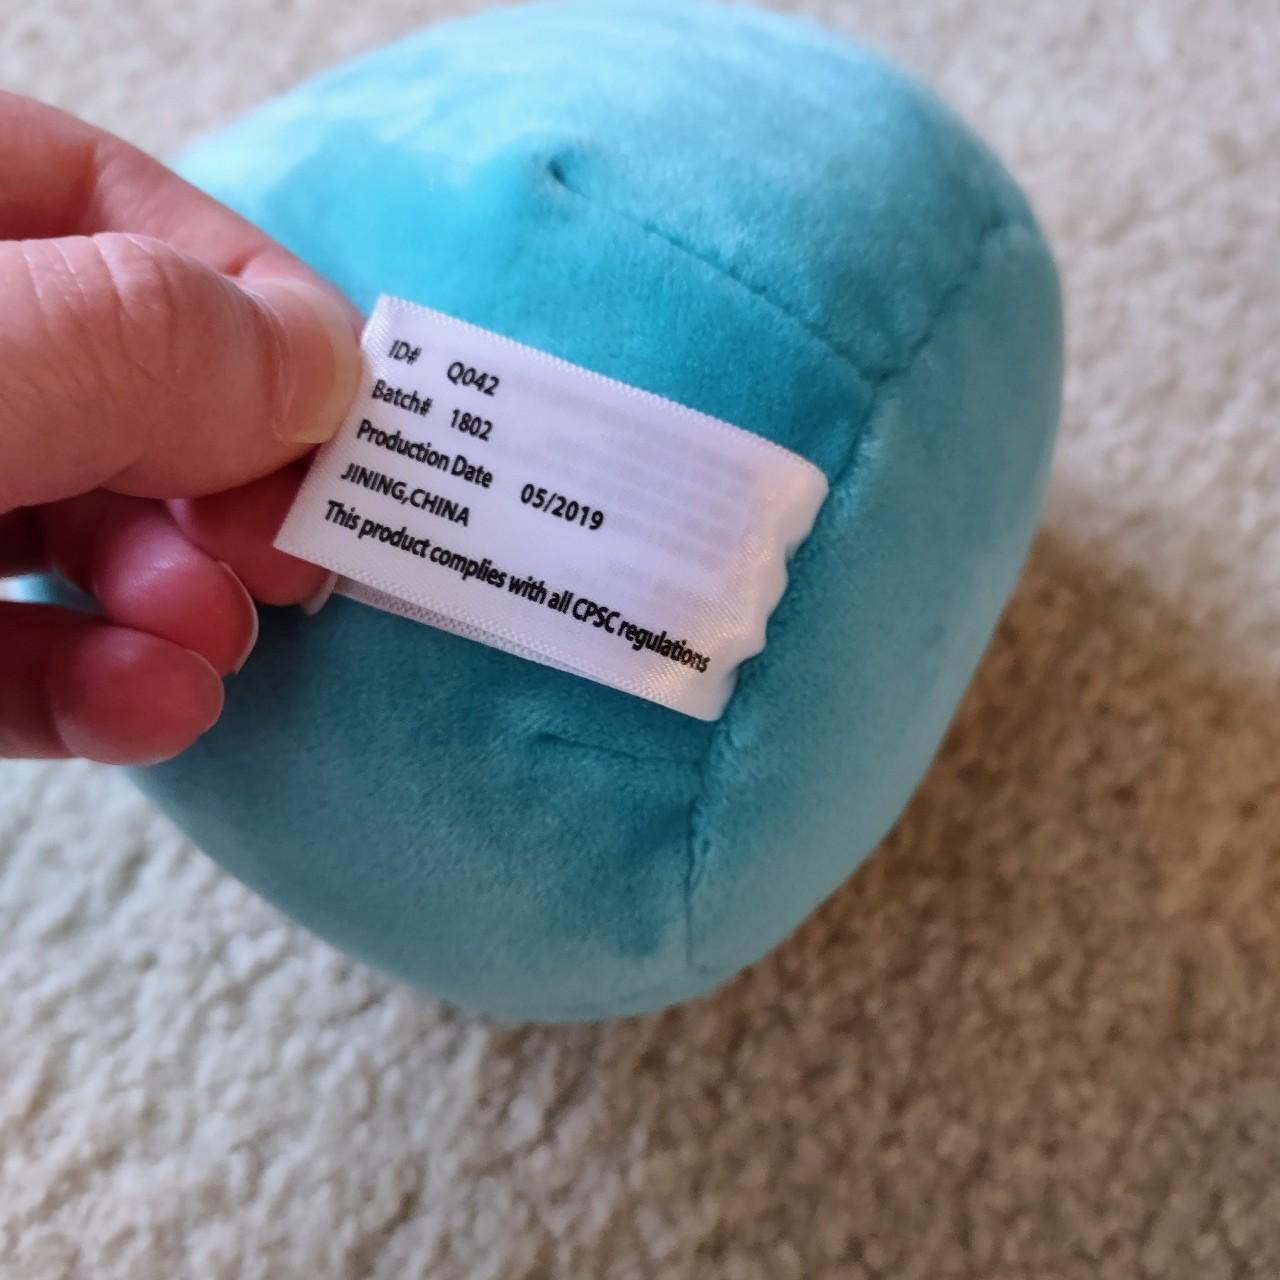 ID# Q042
Batch# 1802
Production Date 05/2019
JINING,CHINA
This product complies with all CPSC regulations